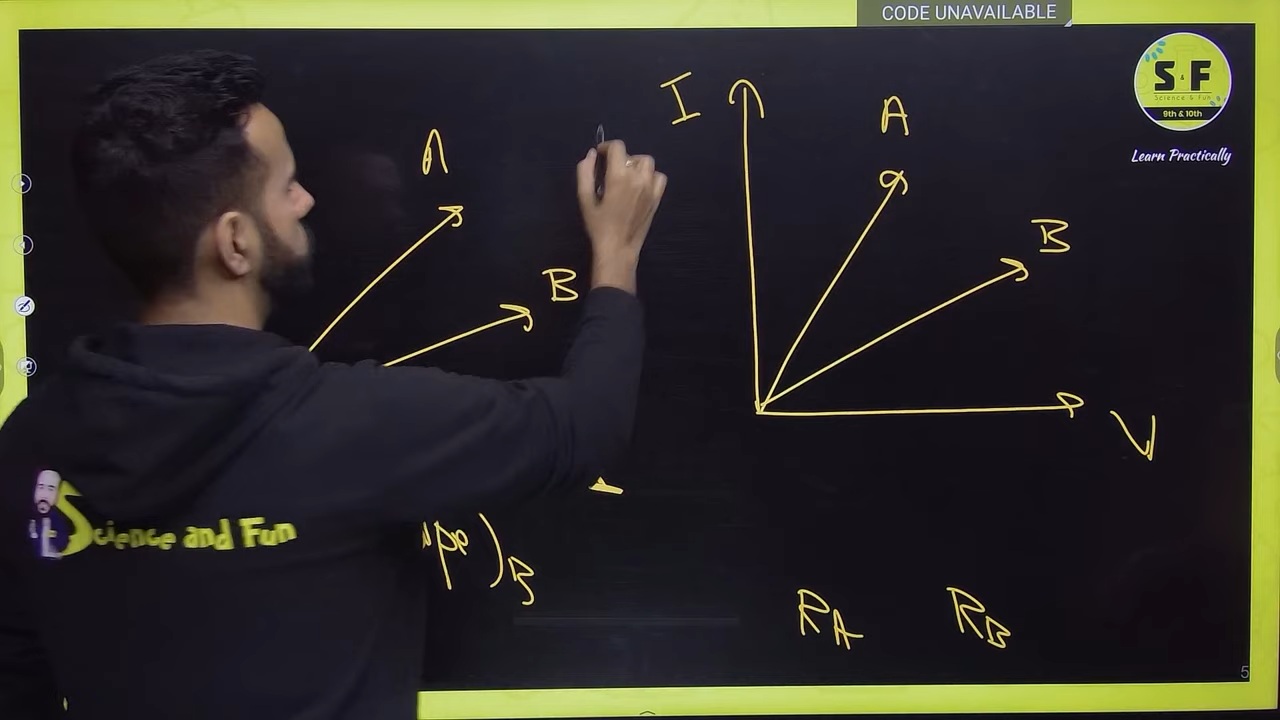 CODE UNAVAILABLE
S&F
Science & Fun
9th & 10th
Learn Practically
I
A
A
B
B
V
Science and Fun
)B
RA RB
5